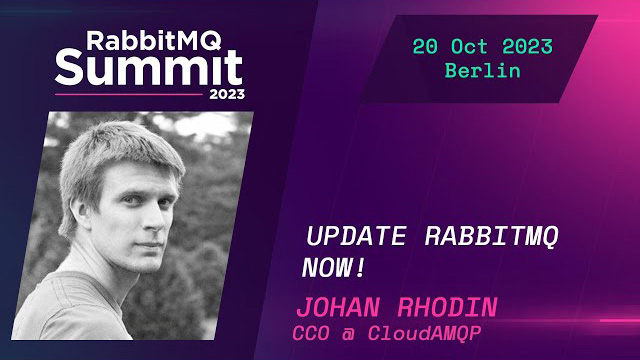 RabbitMQ
Summit
2023
20 Oct 2023
Berlin
UPDATE RABBITMQ
NOW!
JOHAN RHODIN
CCO @ CloudAMQP